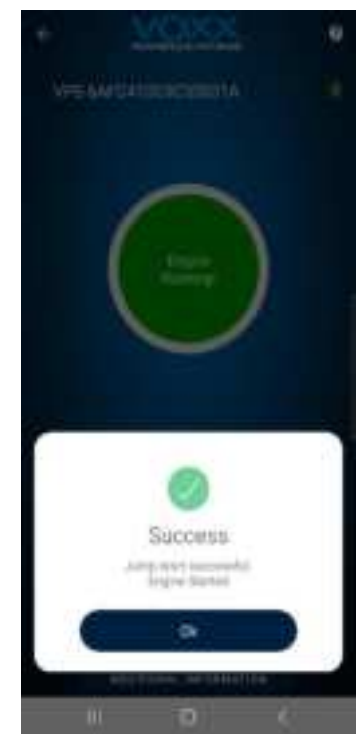 VOXX
Engine
Running!
Success
Jump start successful
Engine Started
Ok
ADDITIONAL INFORMATION